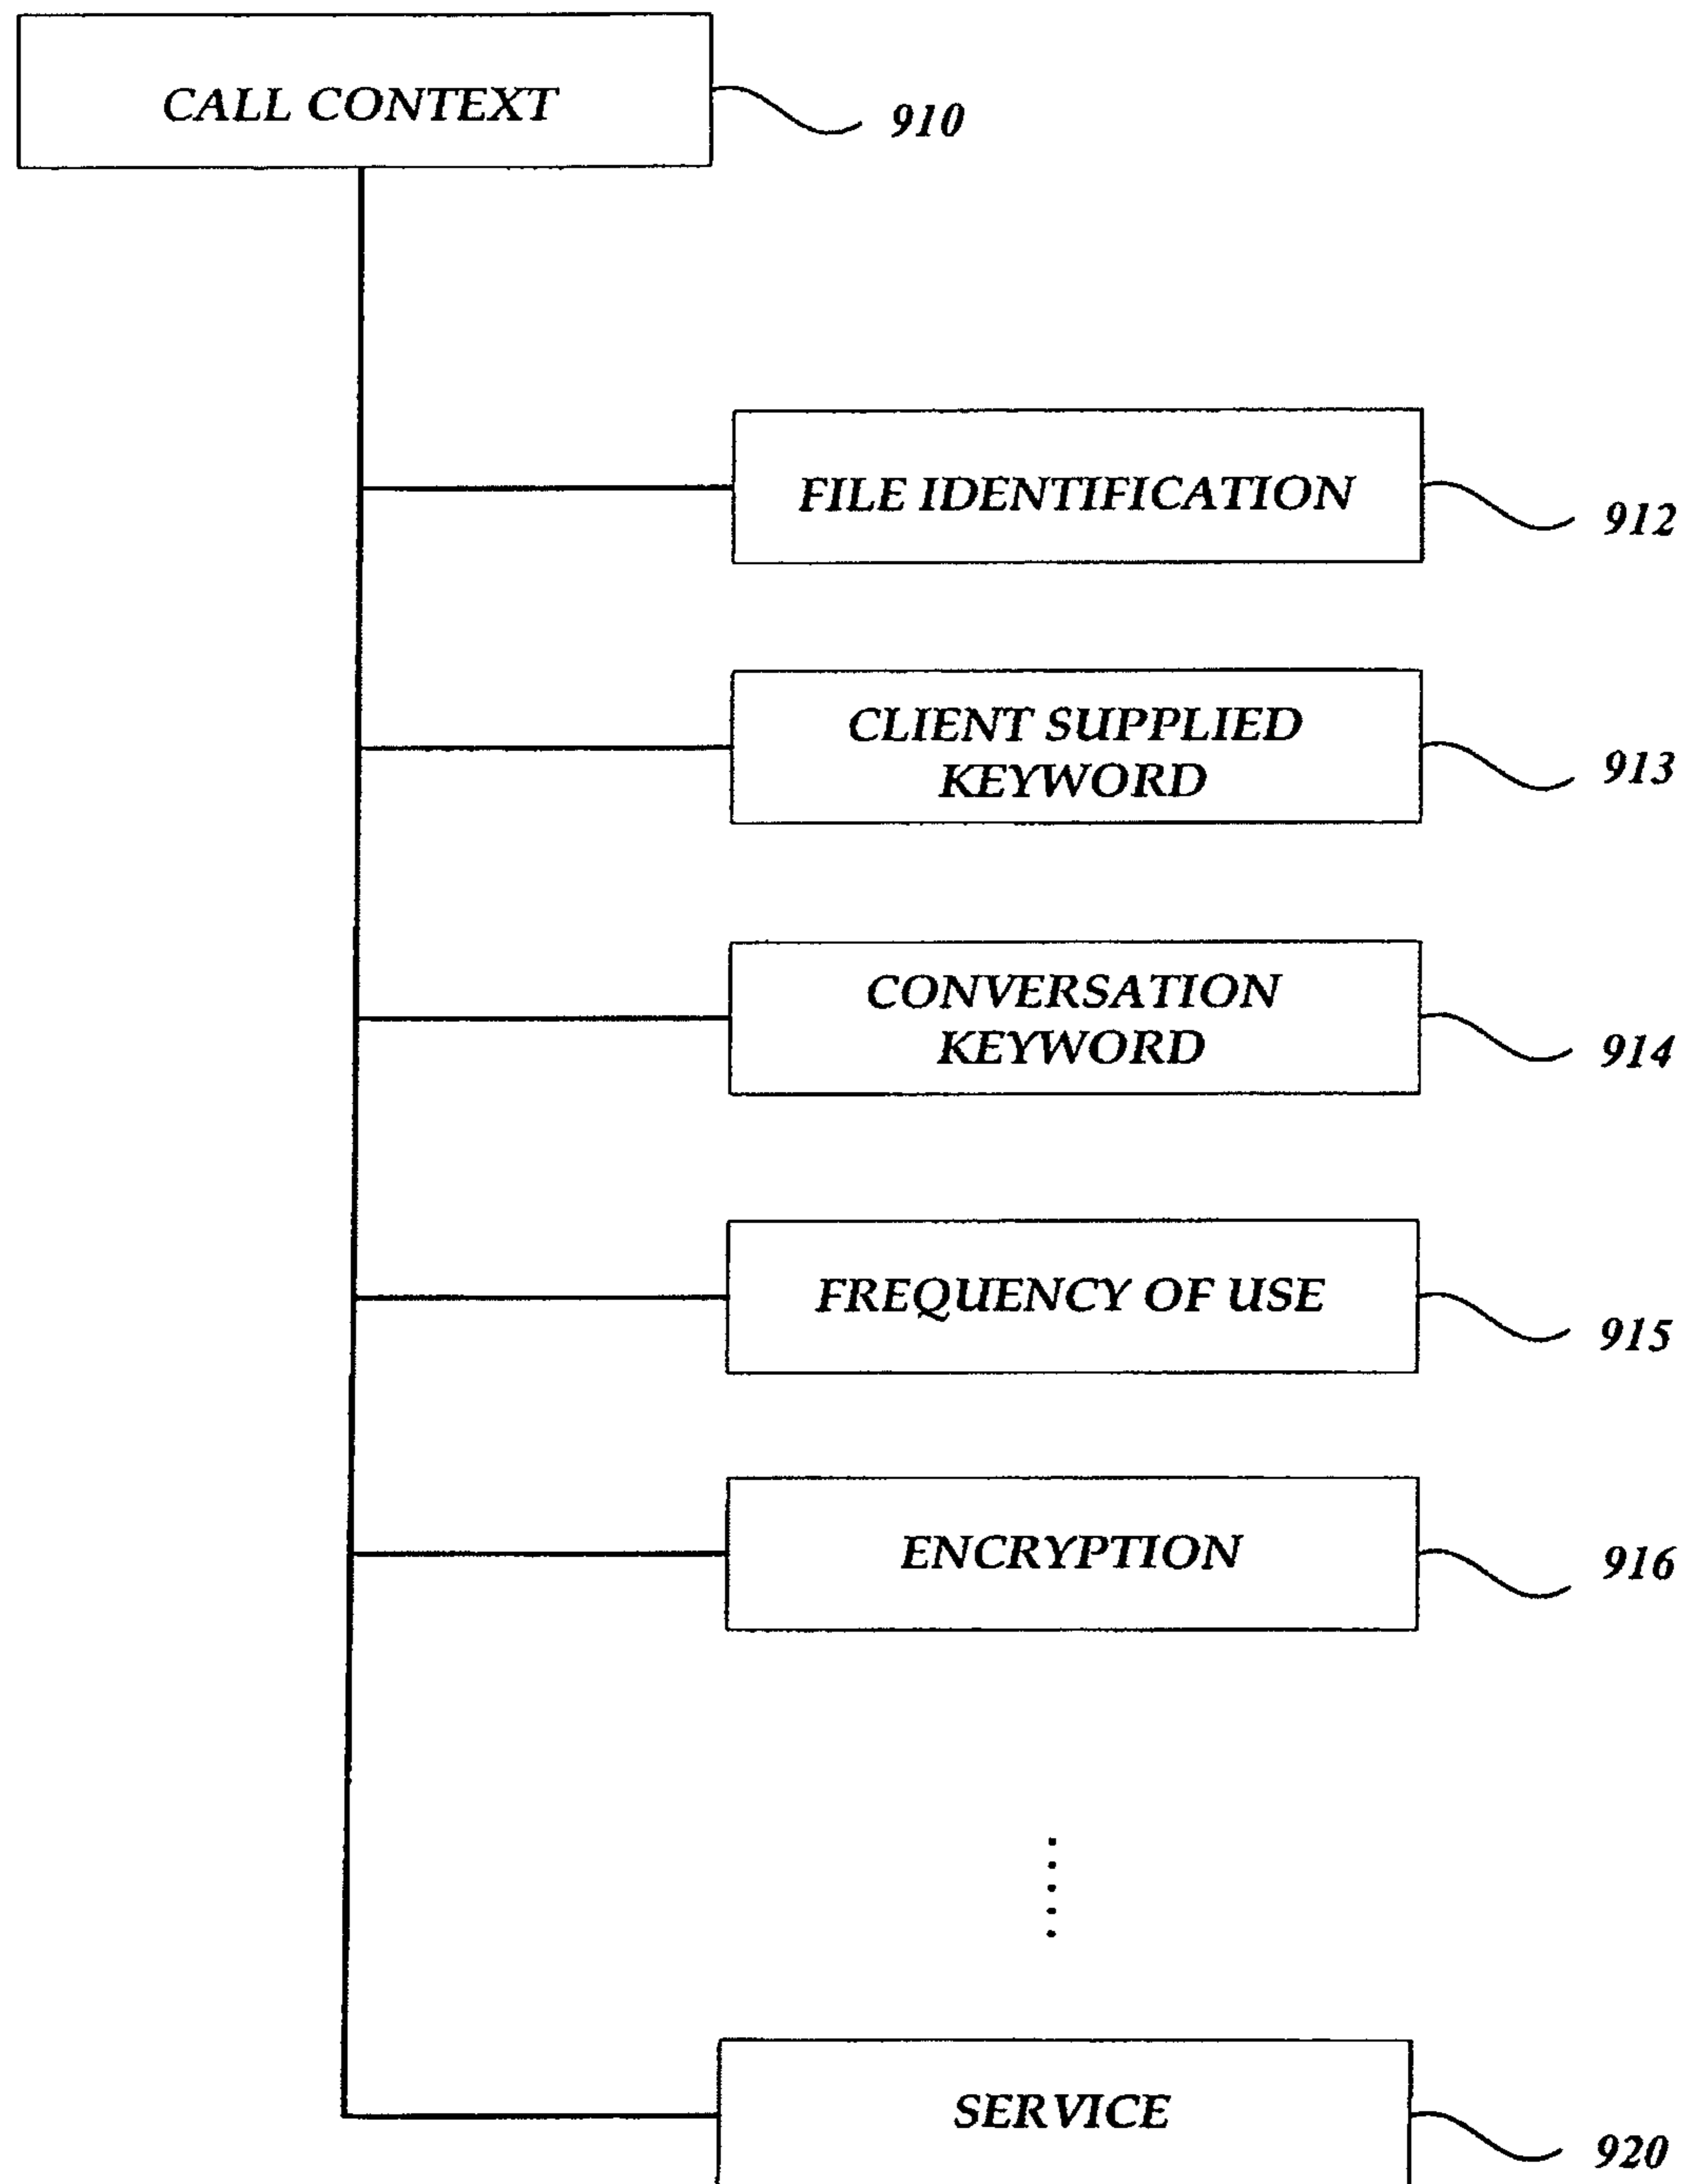 CALL CONTEXT
910
FILE IDENTIFICATION
912
CLIENT SUPPLIED
KEYWORD
913
CONVERSATION
KEYWORD
914
FREQUENCY OF USE
915
ENCRYPTION
916
SERVICE
920